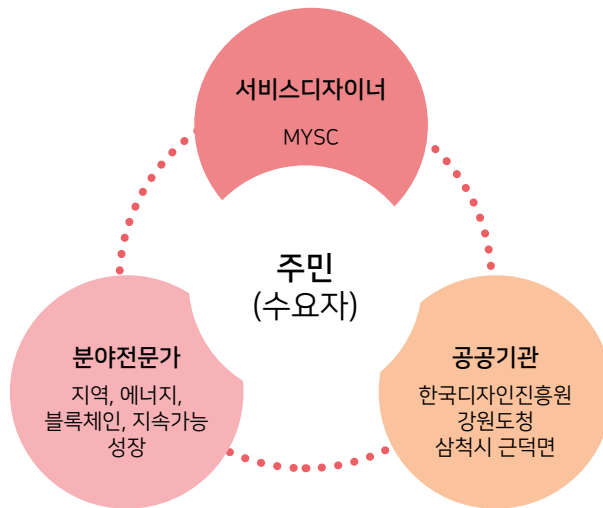 서비스디자이너
MYSC
주민
(수요자)
분야전문가
지역, 에너지,
블록체인, 지속가능
성장
공공기관
한국디자인진흥원
강원도청
삼척시 근덕면